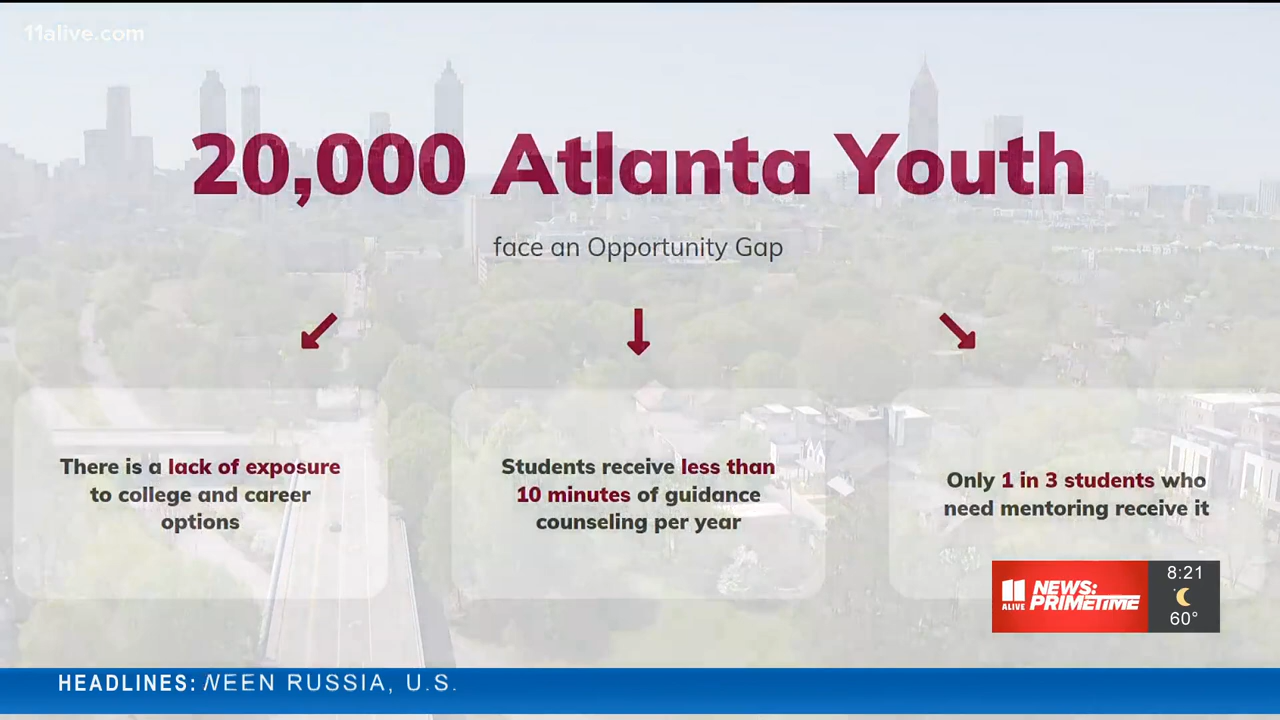 11alive.com
20,000 Atlanta Youth
face an Opportunity Gap
There is a lack of exposure
to college and career
options
Students receive less than
10 minutes of guidance
counseling per year
Only 1 in 3 students who
need mentoring receive it
11 ALIVE NEWS: PRIMETIME
8:21
60°
HEADLINES: RUSSIA, U.S.